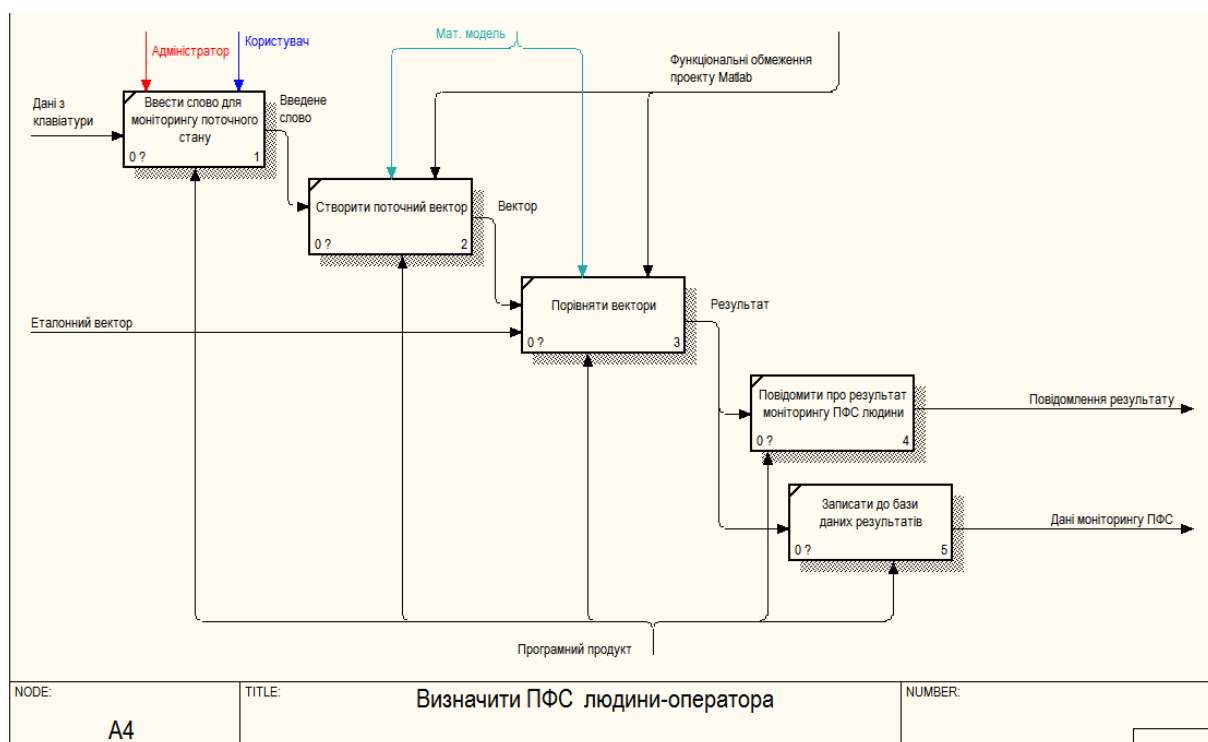 Адміністратор
Користувач
Мат. модель
Функціональні обмеження
проекту Matlab
Дані з
клавіатури
Ввести слово для
моніторингу поточного
стану
0 ?
1
Введене
слово
Створити поточний вектор
0 ?
2
Вектор
Порівняти вектори
0 ?
3
Результат
Еталонний вектор
Повідомити про результат
моніторингу ПФС людини
0 ?
4
Повідомлення результату
Записати до бази
даних результатів
0 ?
5
Дані моніторингу ПФС
Програмний продукт
NODE:
A4
TITLE:
Визначити ПФС людини-оператора
NUMBER: